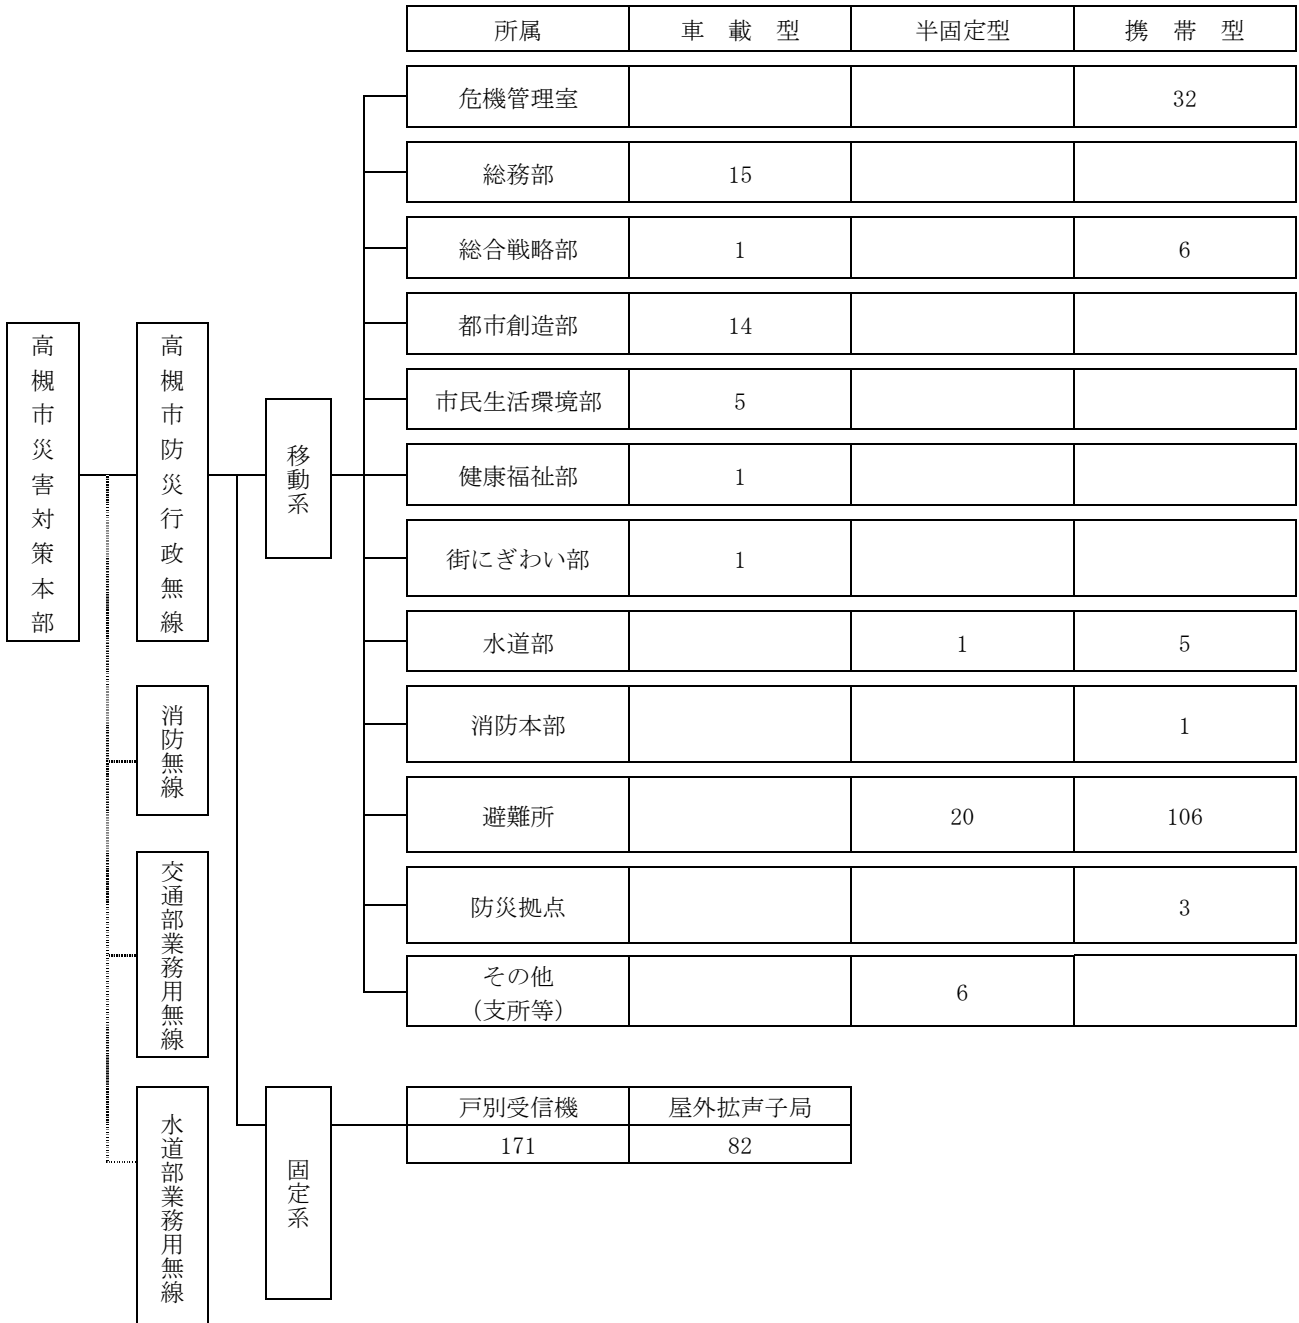 所属 車載型 半固定型 携帯型
危機管理室 32
総務部 15
総合戦略部 1 6
都市創造部 14
市民生活環境部 5
健康福祉部 1
街にぎわい部 1
水道部 1 5
消防本部 1
避難所 20 106
防災拠点 3
その他
（支所等） 6
高槻市災害対策本部
高槻市防災行政無線
移動系
消防無線
交通部業務用無線
水道部業務用無線
固定系
戸別受信機 屋外拡声子局
171 82